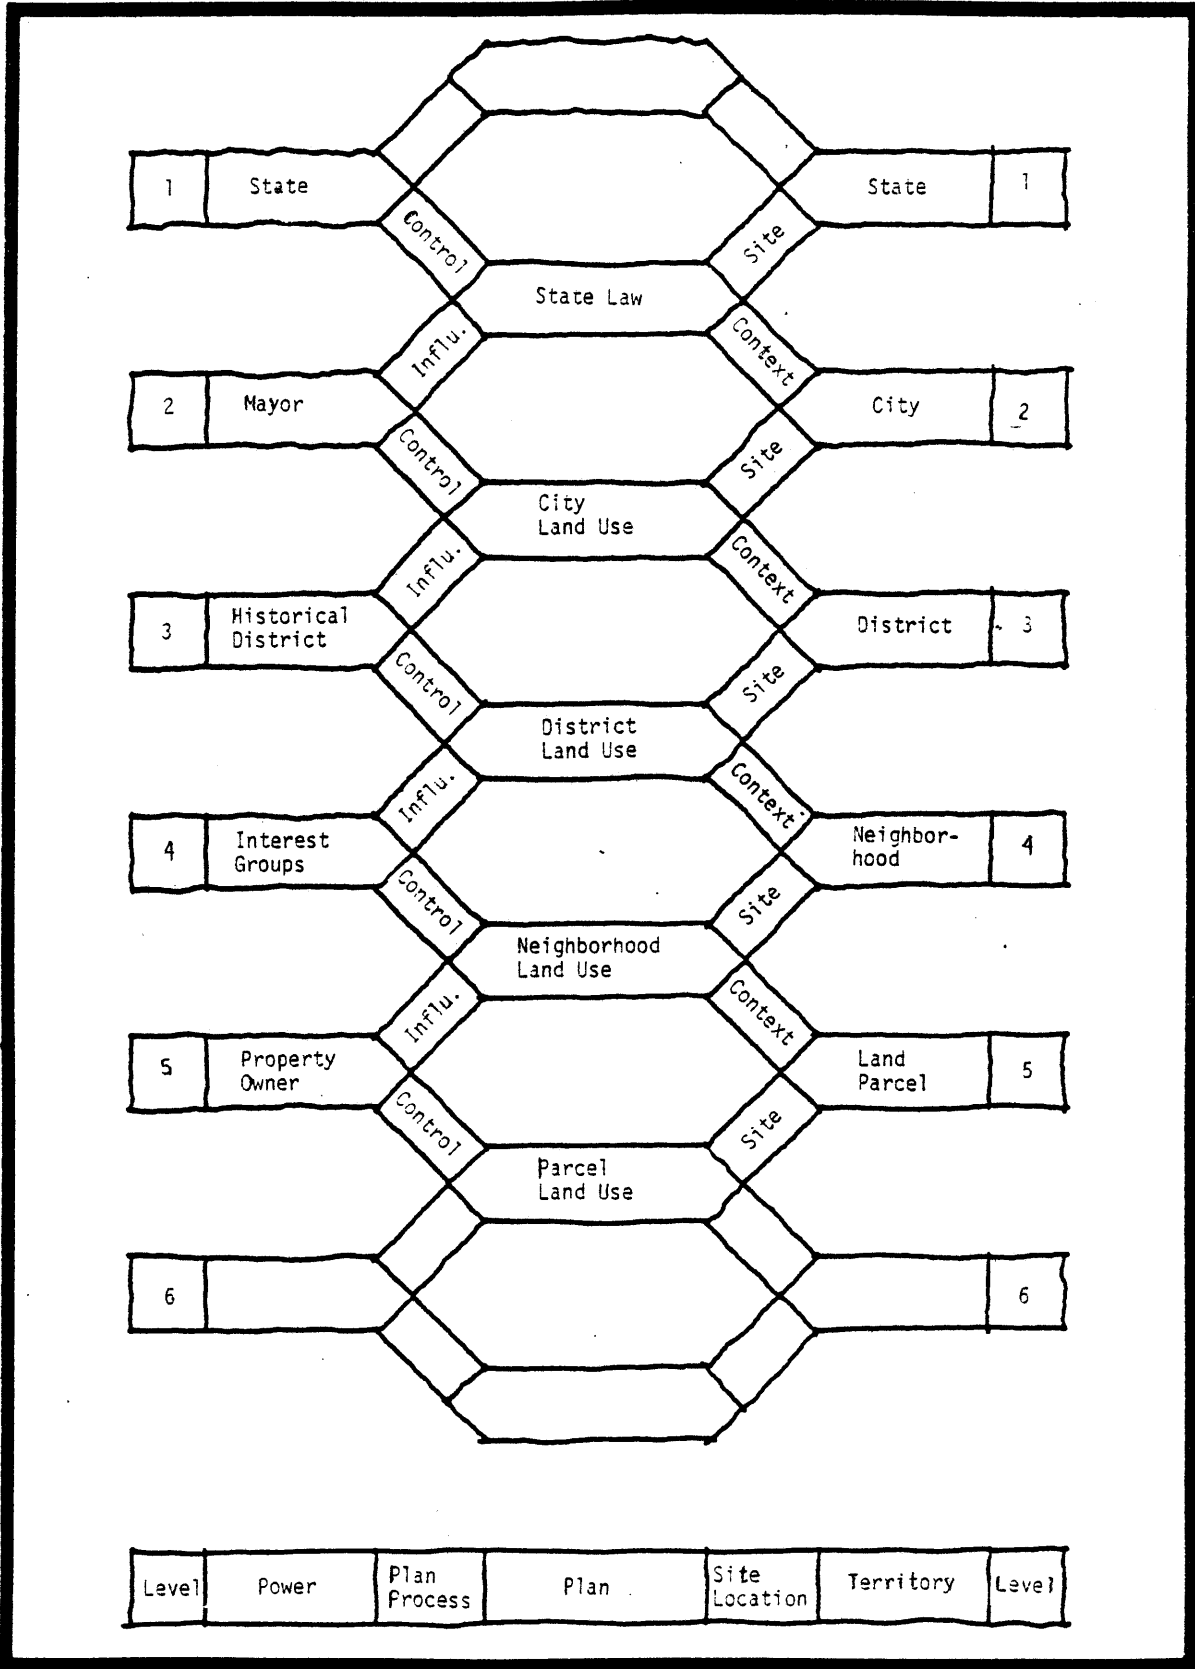 1 State State 1
Control Site
State Law
Influ. Context
2 Mayor City 2
Control Site
City
Land Use
Influ. Context
3 Historical
District District 3
Control Site
District
Land Use
Influ. Context
4 Interest
Groups Neighbor-
hood 4
Control Site
Neighborhood
Land Use
Influ. Context
5 Property
Owner Land
Parcel 5
Control Site
Parcel
Land Use
6 6
Level Power Plan
Process Plan Site
Location Territory Level